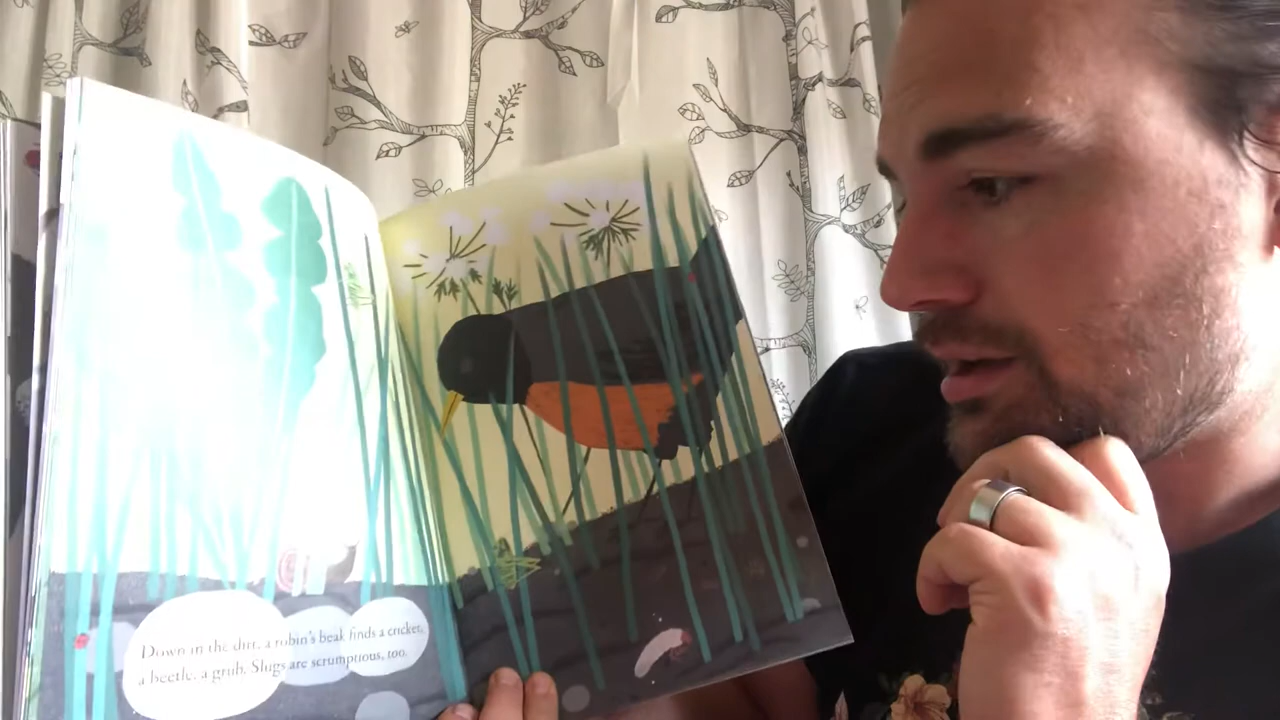 Down in the dirt, a robin's beak finds a cricket,
a beetle, a grub. Slugs are scrumptious, too.